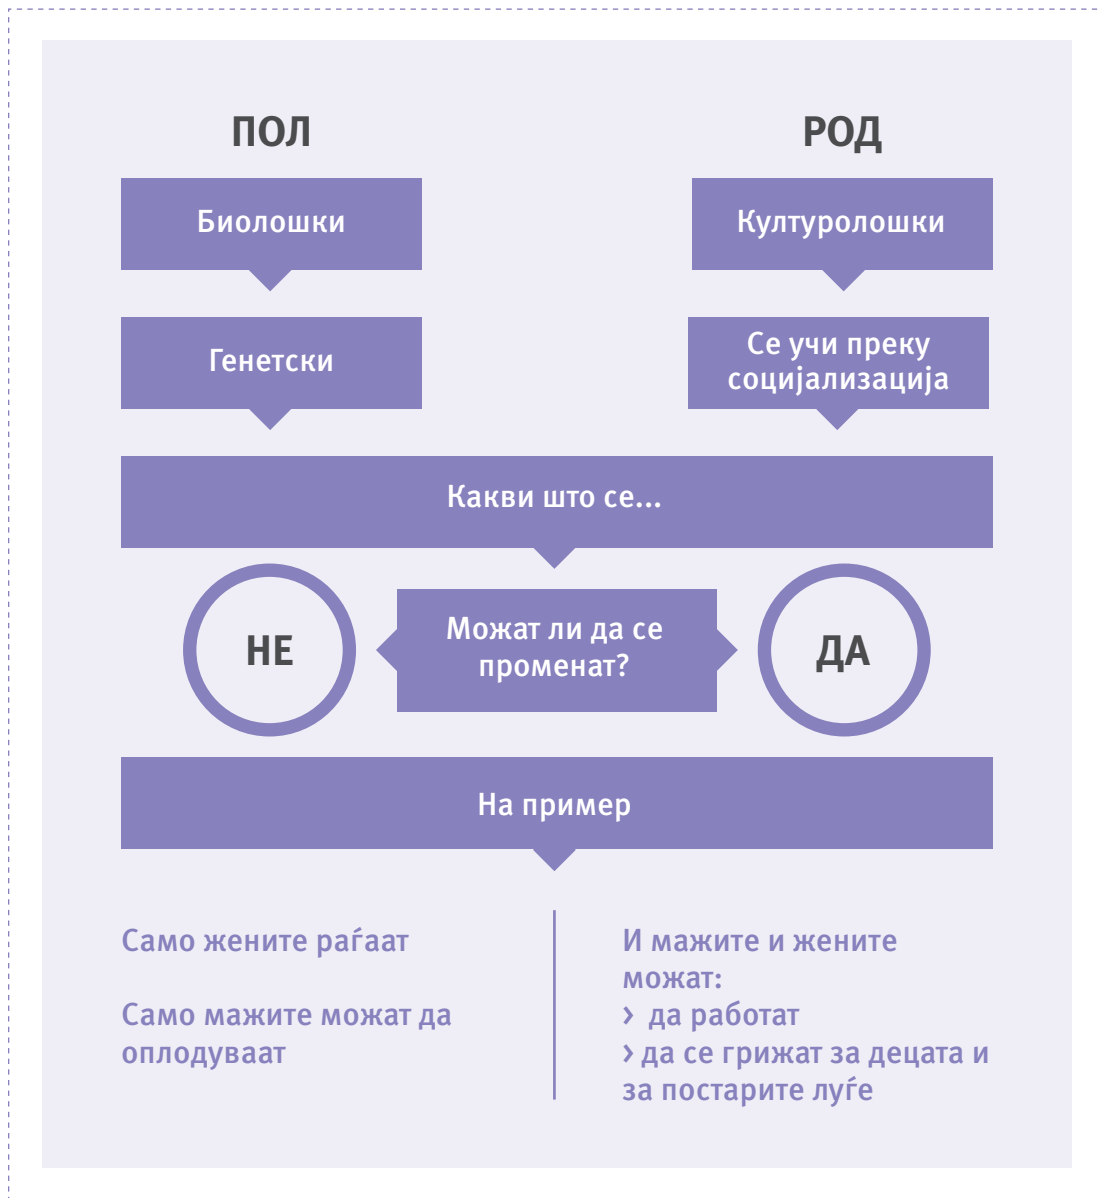 ПОЛ
РОД
Биолошки
Културолошки
Генетски
Се учи преку
социјализација
Какви што се...
НЕ
Можат ли да се
променат?
ДА
На пример
Само жените раѓаат
Само мажите можат да
оплодуваат
И мажите и жените
можат:
› да работат
› да се грижат за децата и
за постарите луѓе